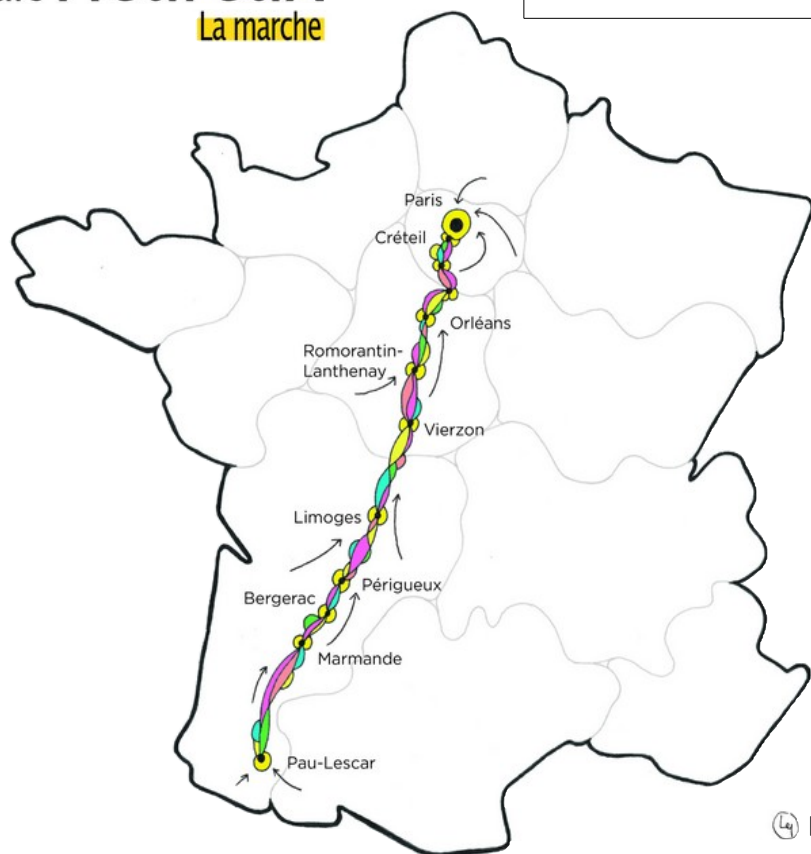 La marche
Paris
Créteil
Orléans
Romorantin-
Lanthenay
Vierzon
Limoges
Périgueux
Bergerac
Marmande
Pau-Lescar